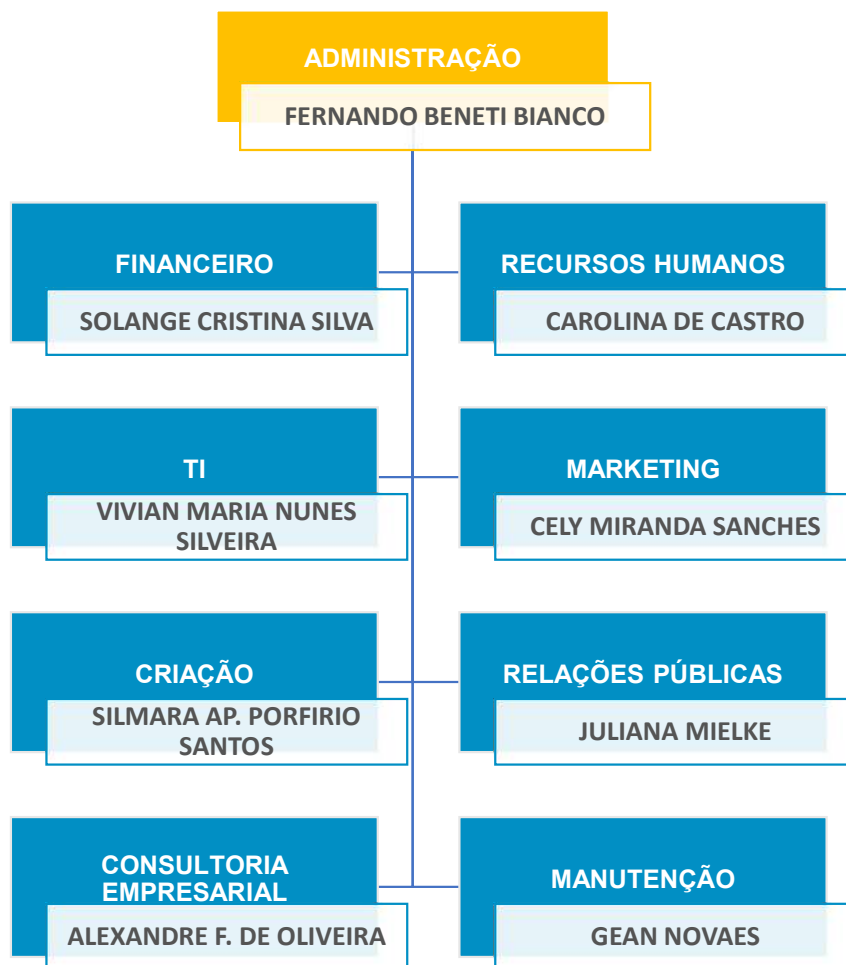 ADMINISTRAÇÃO
FERNANDO BENETI BIANCO
FINANCEIRO
SOLANGE CRISTINA SILVA
RECURSOS HUMANOS
CAROLINA DE CASTRO
TI
VIVIAN MARIA NUNES
SILVEIRA
MARKETING
CELY MIRANDA SANCHES
CRIAÇÃO
SILMARA AP. PORFIRIO
SANTOS
RELAÇÕES PÚBLICAS
JULIANA MIELKE
CONSULTORIA
EMPRESARIAL
ALEXANDRE F. DE OLIVEIRA
MANUTENÇÃO
GEAN NOVAES